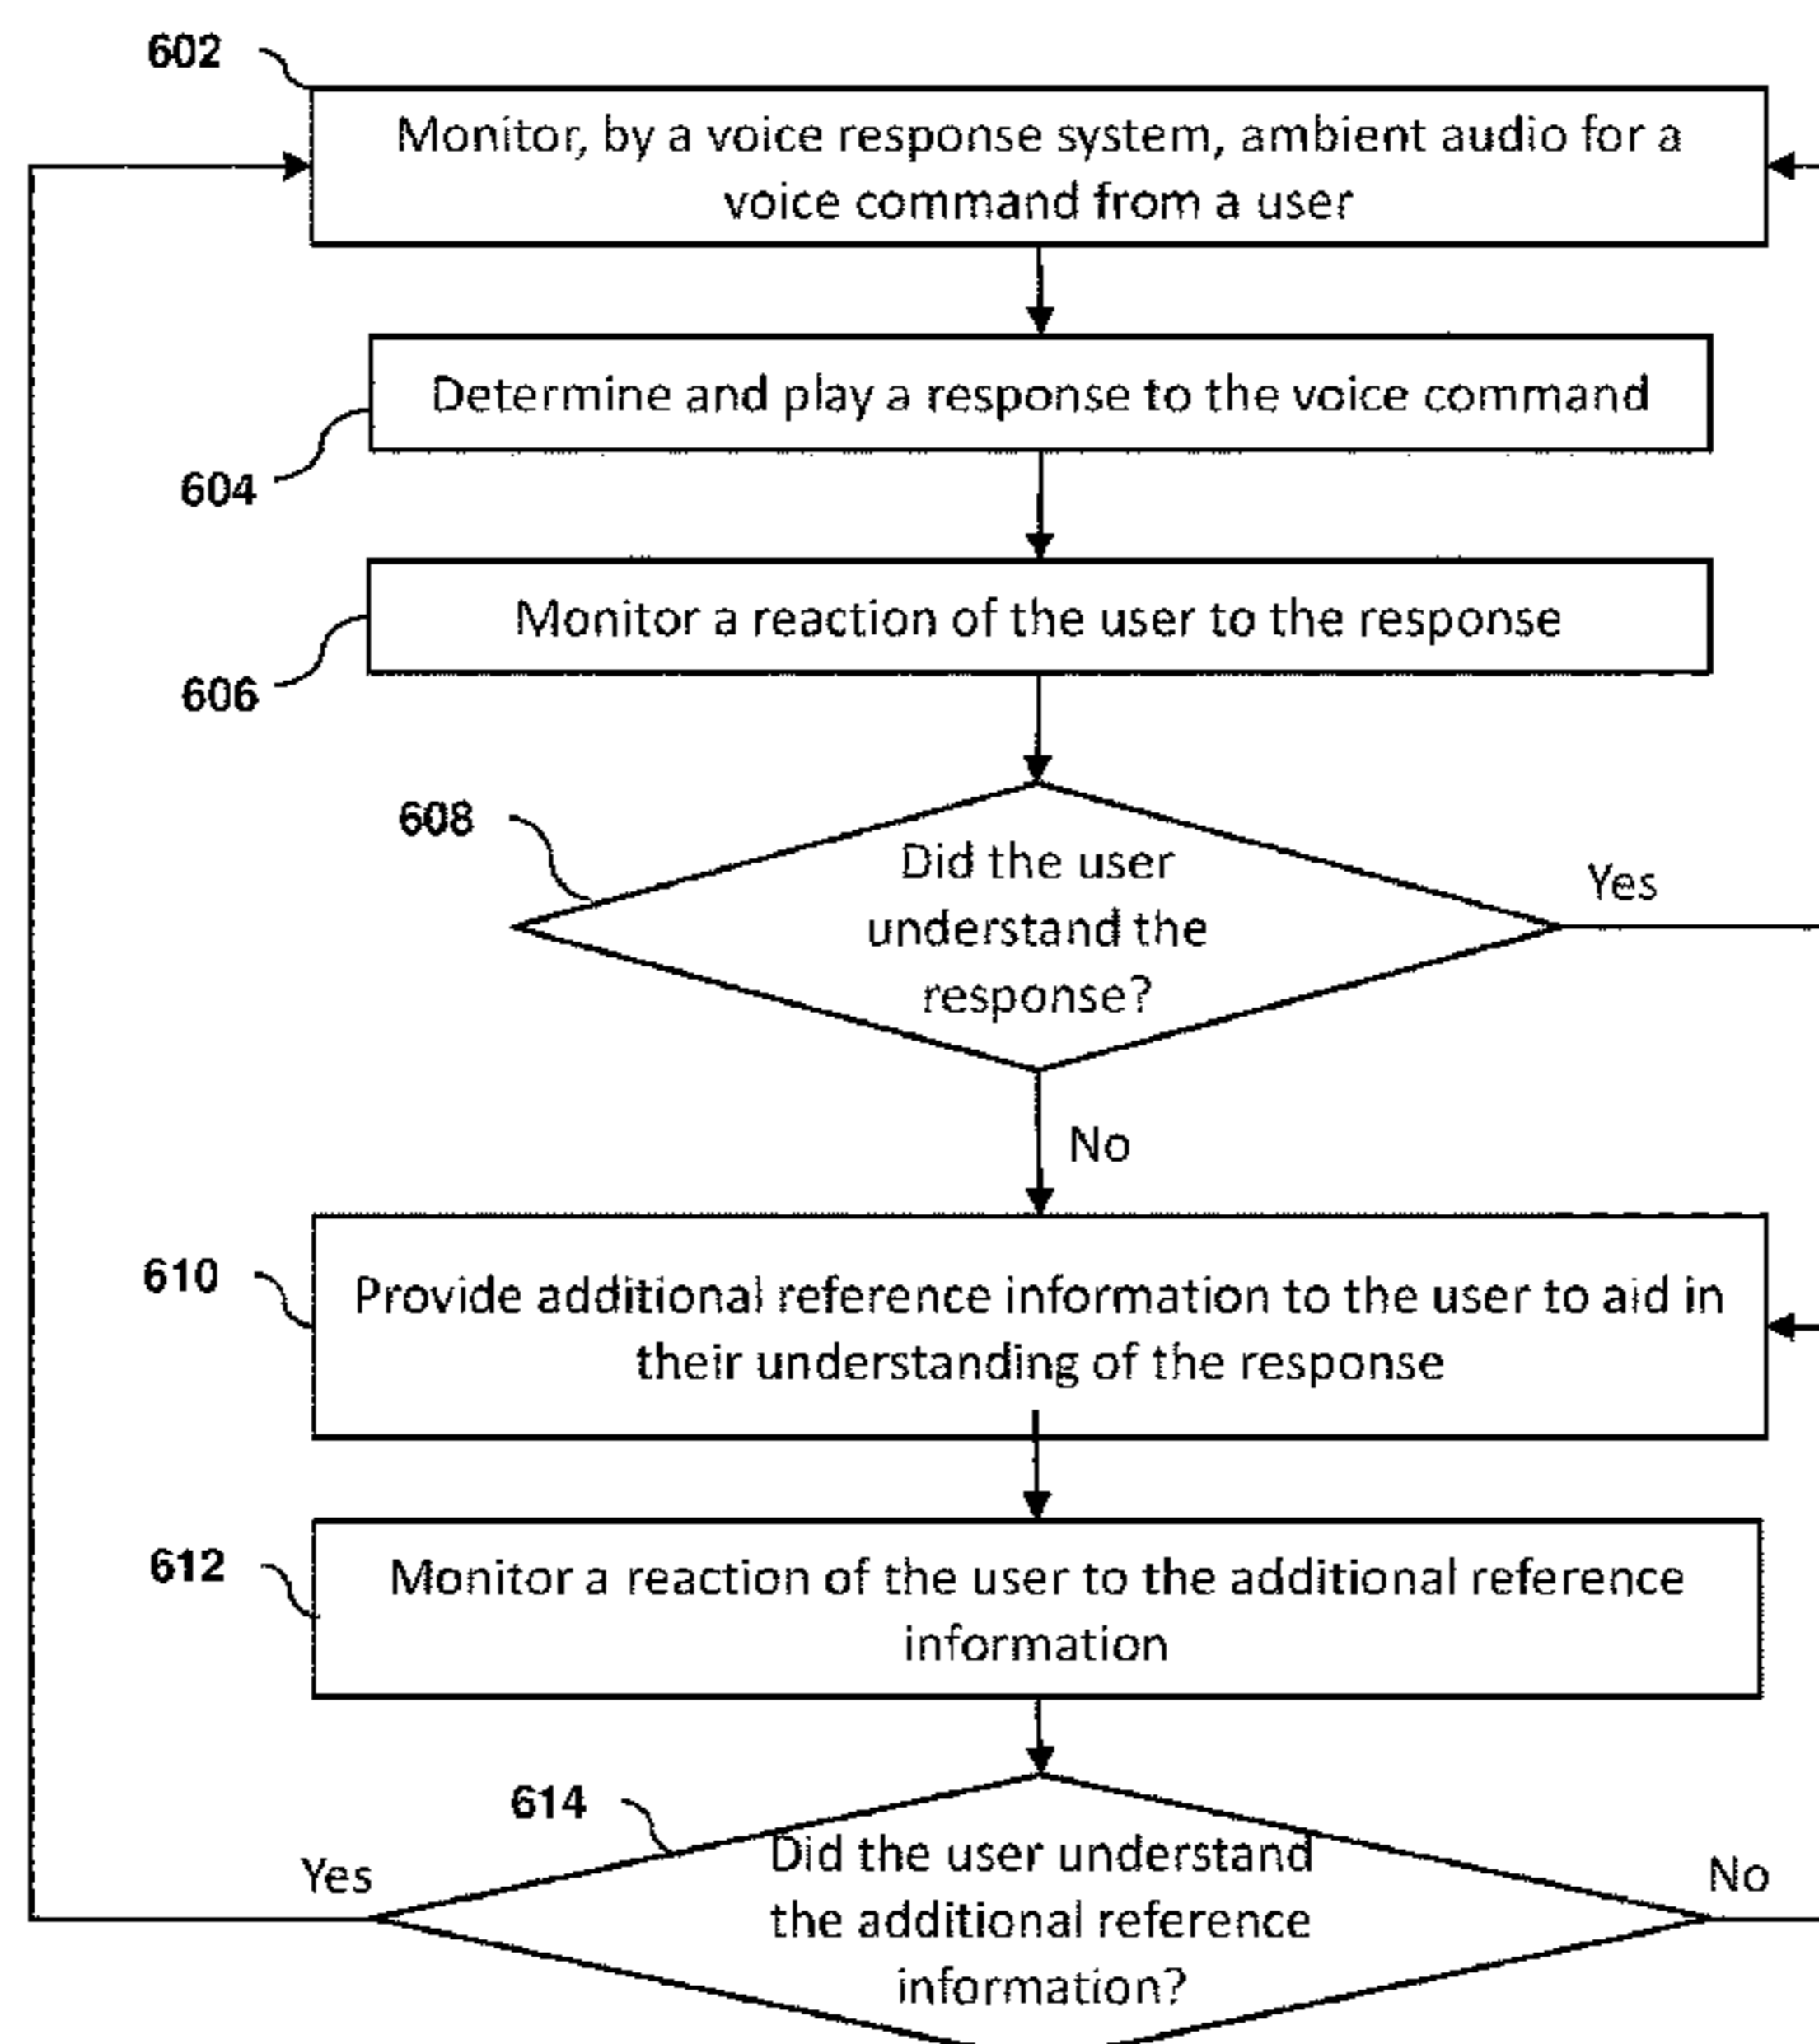 602
Monitor, by a voice response system, ambient audio for a
voice command from a user
Determine and play a response to the voice command
604
Monitor a reaction of the user to the response
606
608
Did the user
understand the
response?
Yes
No
610
Provide additional reference information to the user to aid in
their understanding of the response
612
Monitor a reaction of the user to the additional reference
information
614
Did the user understand
the additional reference
information?
Yes
No